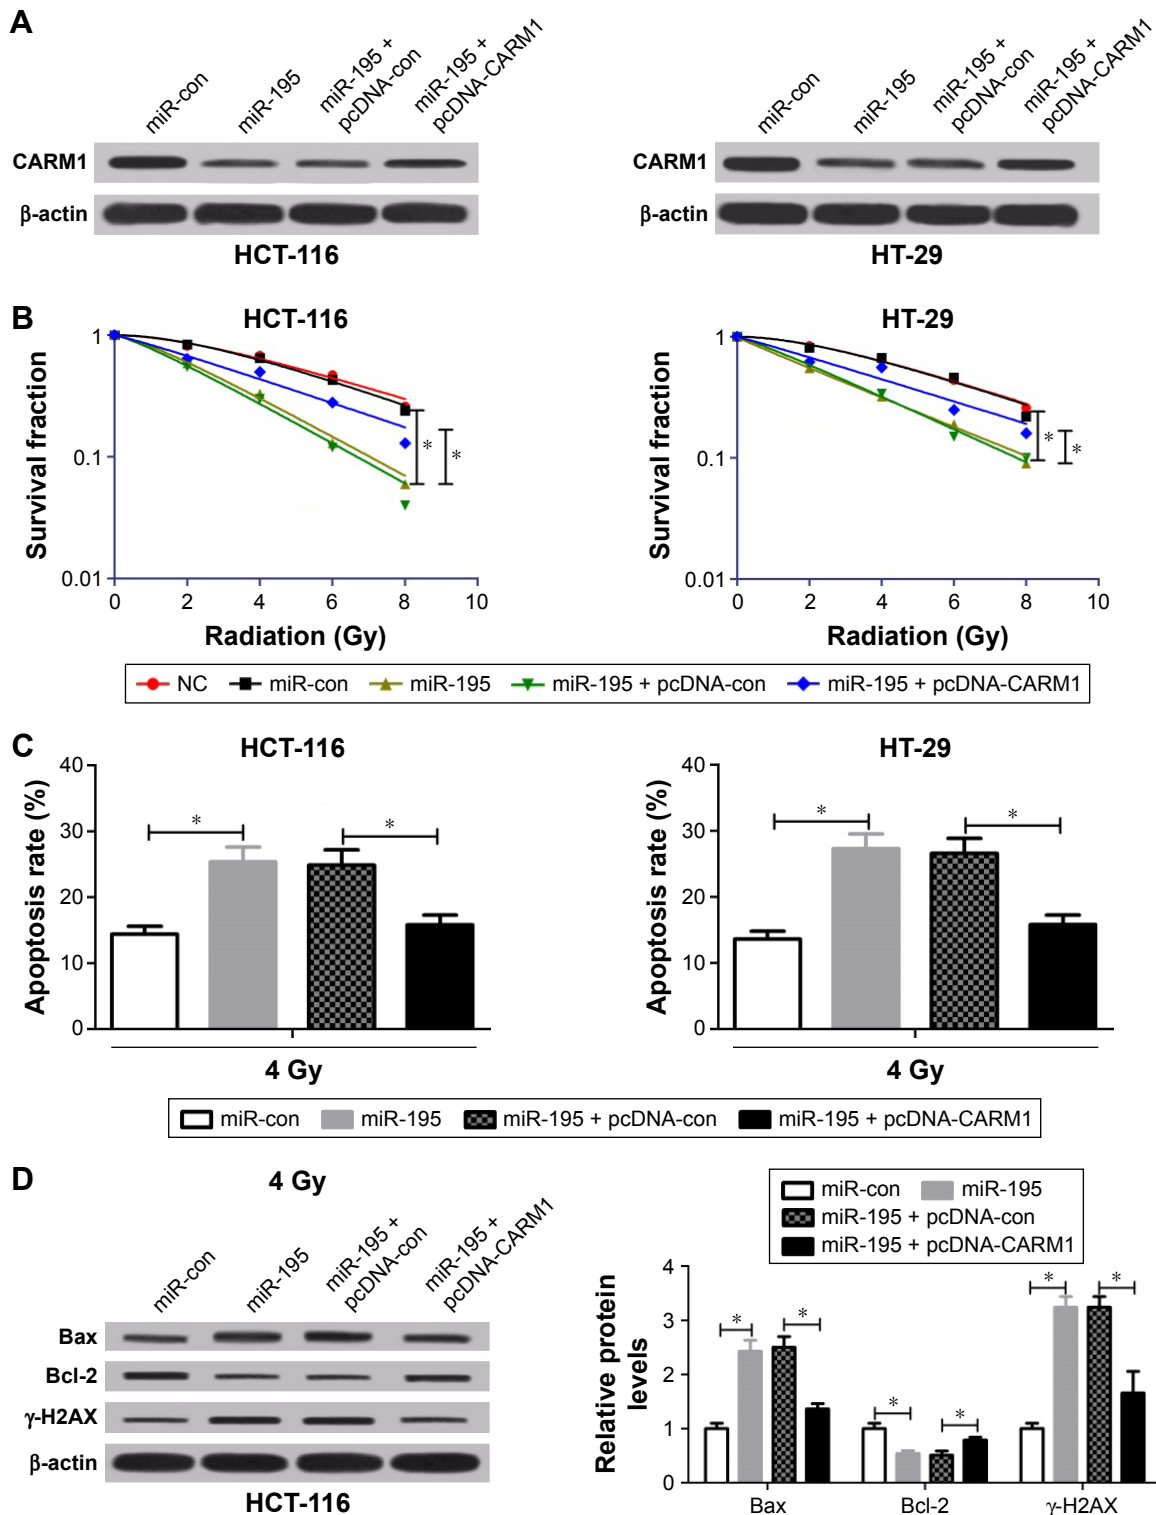 A
miR-con
miR-195
miR-195 +
pcDNA-con
miR-195 +
pcDNA-CARM1
CARM1
β-actin
HCT-116
miR-con
miR-195
miR-195 +
pcDNA-con
miR-195 +
pcDNA-CARM1
CARM1
β-actin
HT-29
B
HCT-116
Survival fraction
1
0.1
0.01
0 2 4 6 8 10
Radiation (Gy)
*
*
HT-29
Survival fraction
1
0.1
0.01
0 2 4 6 8 10
Radiation (Gy)
*
*
NC miR-con miR-195 miR-195 + pcDNA-con miR-195 + pcDNA-CARM1
C
HCT-116
Apoptosis rate (%)
40
30
20
10
0
*
*
4 Gy
HT-29
Apoptosis rate (%)
40
30
20
10
0
*
*
4 Gy
miR-con miR-195 miR-195 + pcDNA-con miR-195 + pcDNA-CARM1
D
4 Gy
miR-con
miR-195
miR-195 +
pcDNA-con
miR-195 +
pcDNA-CARM1
Bax
Bcl-2
γ-H2AX
β-actin
HCT-116
miR-con miR-195
miR-195 + pcDNA-con
miR-195 + pcDNA-CARM1
Relative protein
levels
4
3
2
1
0
*
*
*
*
*
*
Bax Bcl-2 γ-H2AX